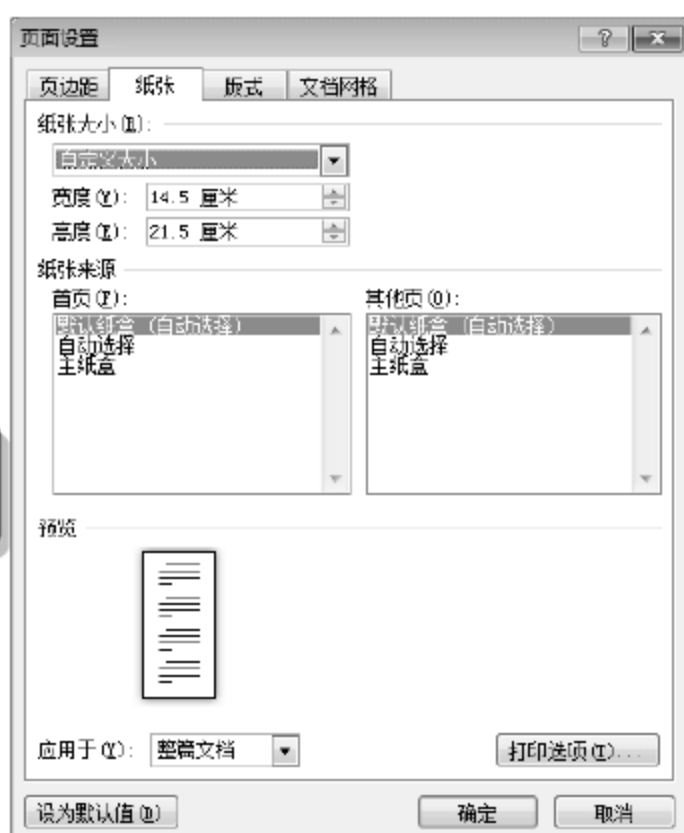 页面设置
页边距 纸张 版式 文档网格
纸张大小(R):
自定义大小
宽度(W): 14.5 厘米
高度(E): 21.5 厘米
纸张来源
首页(F): 其他页(O):
默认纸盒 (自动选择) 默认纸盒 (自动选择)
自动选择 自动选择
主纸盒 主纸盒
预览
应用于(Y): 整篇文档 打印选项(T)...
设为默认值(D) 确定 取消